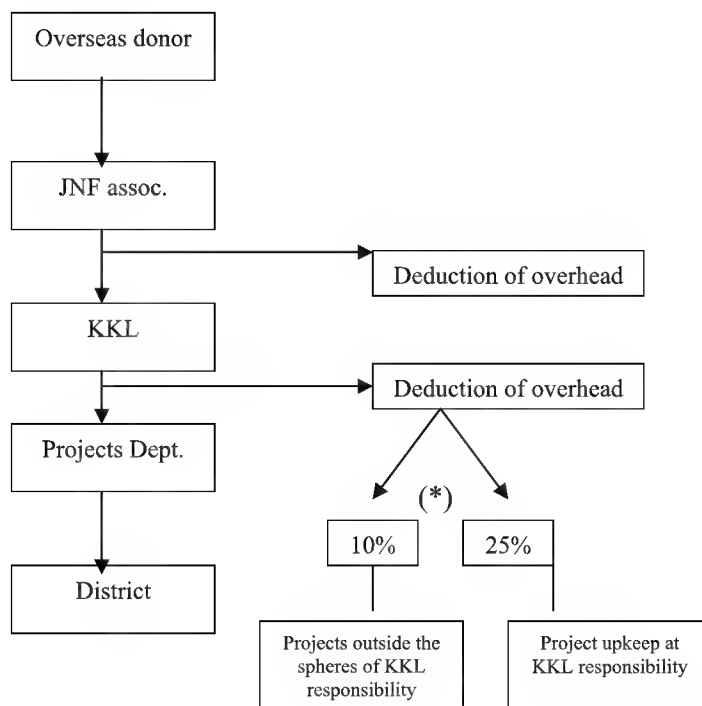 Overseas donor
JNF assoc.
Deduction of overhead
KKL
Deduction of overhead
Projects Dept.
(*)
10%
25%
District
Projects outside the
spheres of KKL
responsibility
Project upkeep at
KKL responsibility